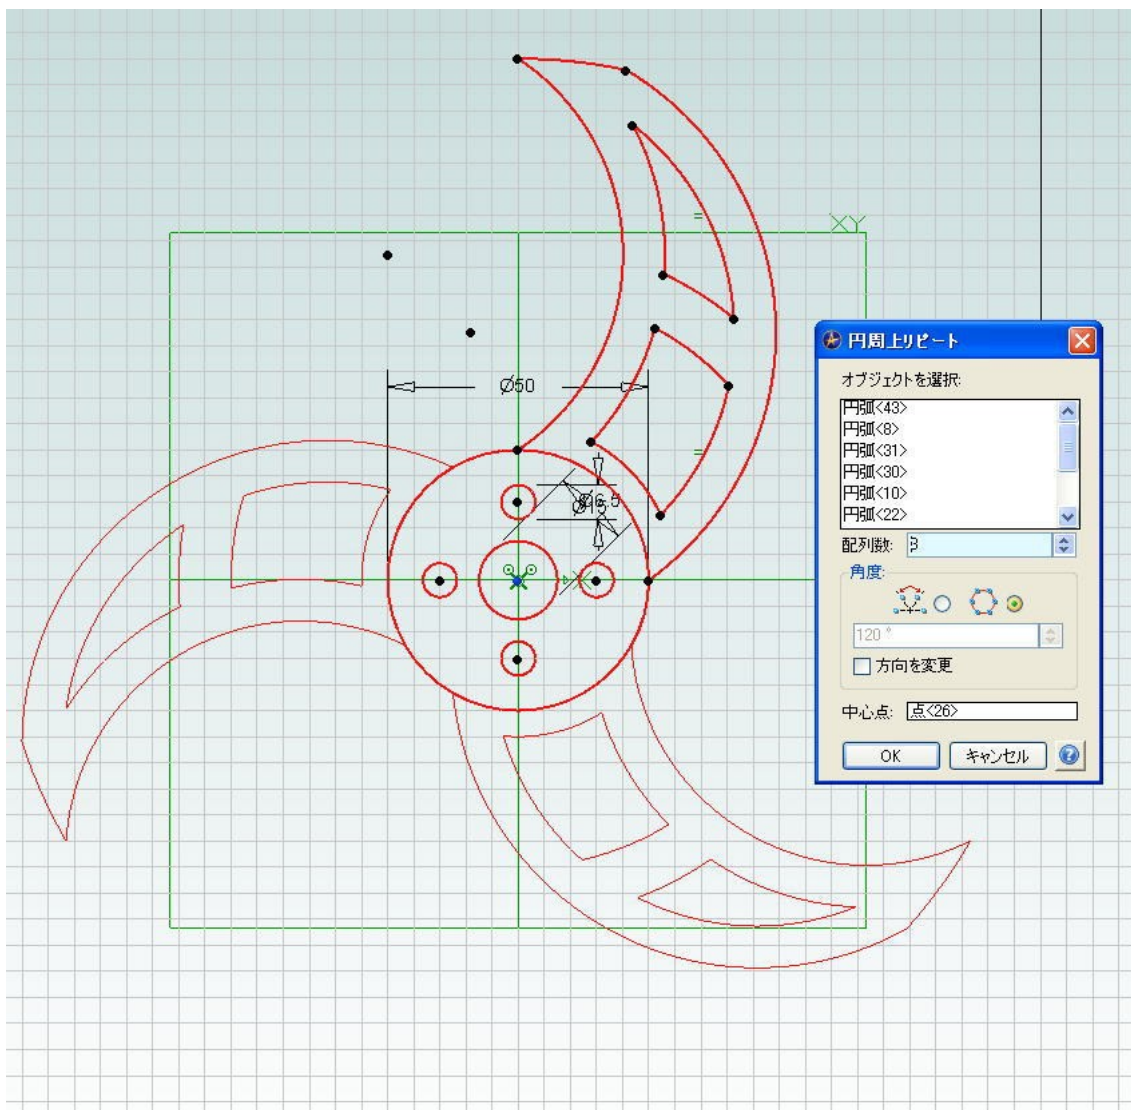 XY
円周上リピート
オブジェクトを選択:
円弧<43>
円弧<8>
円弧<31>
円弧<30>
円弧<10>
円弧<22>
Ø50
Ø6.5
Ø15
配列数: 3
角度:
120 °
方向を変更
中心点: 点<26>
OK キャンセル ?